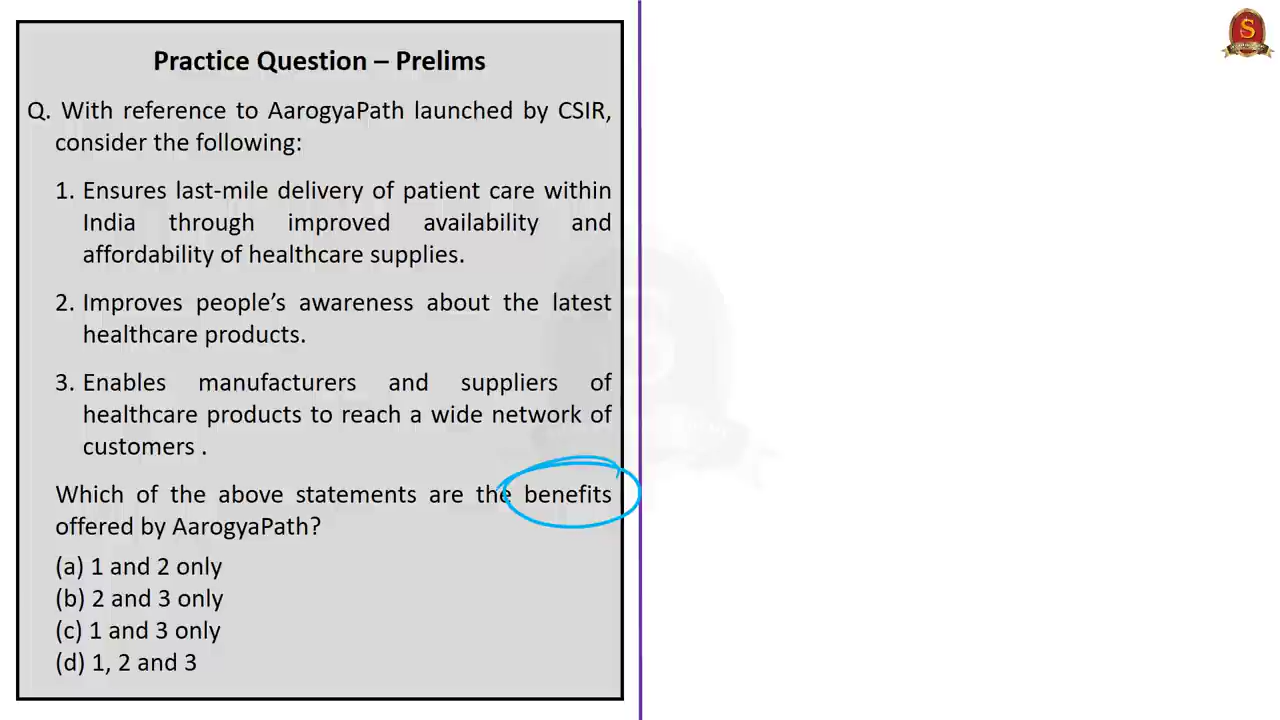 Practice Question – Prelims
Q. With reference to AarogyaPath launched by CSIR,
consider the following:
1. Ensures last-mile delivery of patient care within
India through improved availability and
affordability of healthcare supplies.
2. Improves people's awareness about the latest
healthcare products.
3. Enables manufacturers and suppliers of
healthcare products to reach a wide network of
customers .
Which of the above statements are the benefits
offered by AarogyaPath?
(a) 1 and 2 only
(b) 2 and 3 only
(c) 1 and 3 only
(d) 1, 2 and 3
S